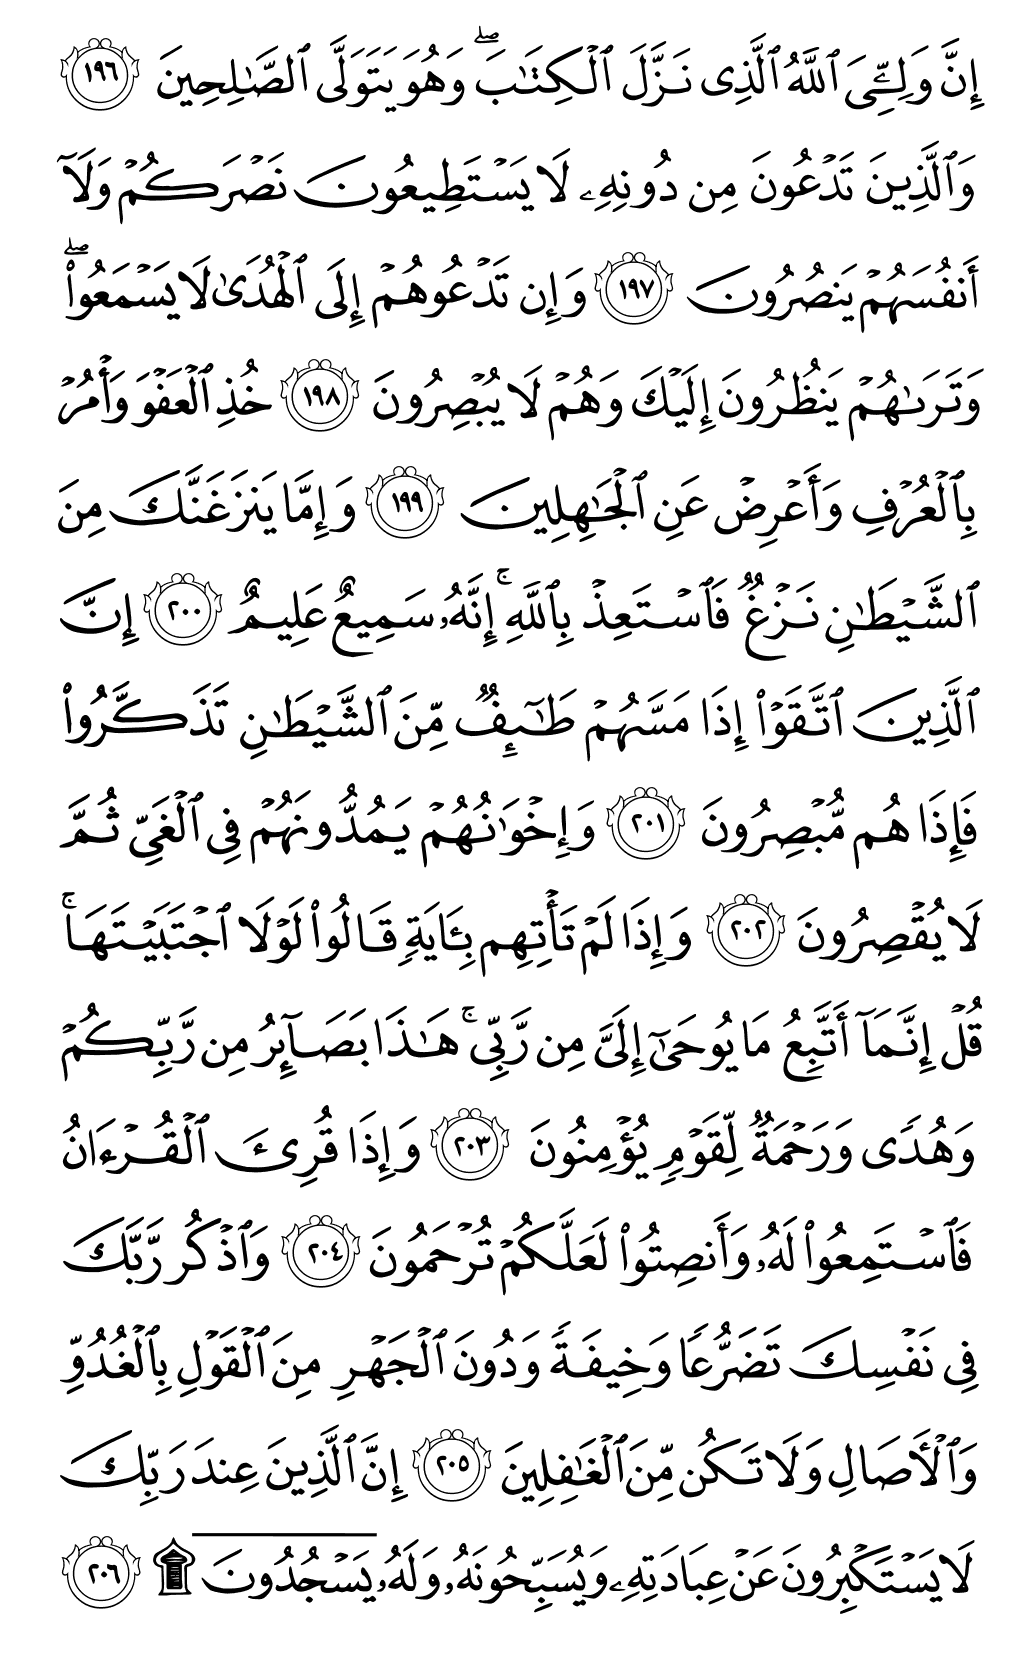 إِنَّ وَلِـِّۧىَ ٱللَّهُ ٱلَّذِى نَزَّلَ ٱلْكِتَـٰبَ ۖ وَهُوَ يَتَوَلَّى ٱلصَّـٰلِحِينَ ١٩٦
وَٱلَّذِينَ تَدْعُونَ مِن دُونِهِۦ لَا يَسْتَطِيعُونَ نَصْرَكُمْ وَلَآ
أَنفُسَهُمْ يَنصُرُونَ ١٩٧ وَإِن تَدْعُوهُمْ إِلَى ٱلْهُدَىٰ لَا يَسْمَعُوا۟ ۖ
وَتَرَىٰهُمْ يَنظُرُونَ إِلَيْكَ وَهُمْ لَا يُبْصِرُونَ ١٩٨ خُذِ ٱلْعَفْوَ وَأْمُرْ
بِٱلْعُرْفِ وَأَعْرِضْ عَنِ ٱلْجَـٰهِلِينَ ١٩٩ وَإِمَّا يَنزَغَنَّكَ مِنَ
ٱلشَّيْطَـٰنِ نَزْغٌ فَٱسْتَعِذْ بِٱللَّهِ ۚ إِنَّهُۥ سَمِيعٌ عَلِيمٌ ٢٠٠ إِنَّ
ٱلَّذِينَ ٱتَّقَوْا۟ إِذَا مَسَّهُمْ طَـٰٓئِفٌ مِّنَ ٱلشَّيْطَـٰنِ تَذَكَّرُوا۟
فَإِذَا هُم مُّبْصِرُونَ ٢٠١ وَإِخْوَٰنُهُمْ يَمُدُّونَهُمْ فِى ٱلْغَىِّ ثُمَّ
لَا يُقْصِرُونَ ٢٠٢ وَإِذَا لَمْ تَأْتِهِم بِـَٔايَةٍ قَالُوا۟ لَوْلَا ٱجْتَبَيْتَهَا ۚ
قُلْ إِنَّمَآ أَتَّبِعُ مَا يُوحَىٰٓ إِلَىَّ مِن رَّبِّى ۚ هَـٰذَا بَصَآئِرُ مِن رَّبِّكُمْ
وَهُدًى وَرَحْمَةٌ لِّقَوْمٍ يُؤْمِنُونَ ٢٠٣ وَإِذَا قُرِئَ ٱلْقُرْءَانُ
فَٱسْتَمِعُوا۟ لَهُۥ وَأَنصِتُوا۟ لَعَلَّكُمْ تُرْحَمُونَ ٢٠٤ وَٱذْكُر رَّبَّكَ
فِى نَفْسِكَ تَضَرُّعًا وَخِيفَةً وَدُونَ ٱلْجَهْرِ مِنَ ٱلْقَوْلِ بِٱلْغُدُوِّ
وَٱلْـَٔاصَالِ وَلَا تَكُن مِّنَ ٱلْغَـٰفِلِينَ ٢٠٥ إِنَّ ٱلَّذِينَ عِندَ رَبِّكَ
لَا يَسْتَكْبِرُونَ عَنْ عِبَادَتِهِۦ وَيُسَبِّحُونَهُۥ وَلَهُۥ يَسْجُدُونَ ۩ ٢٠٦